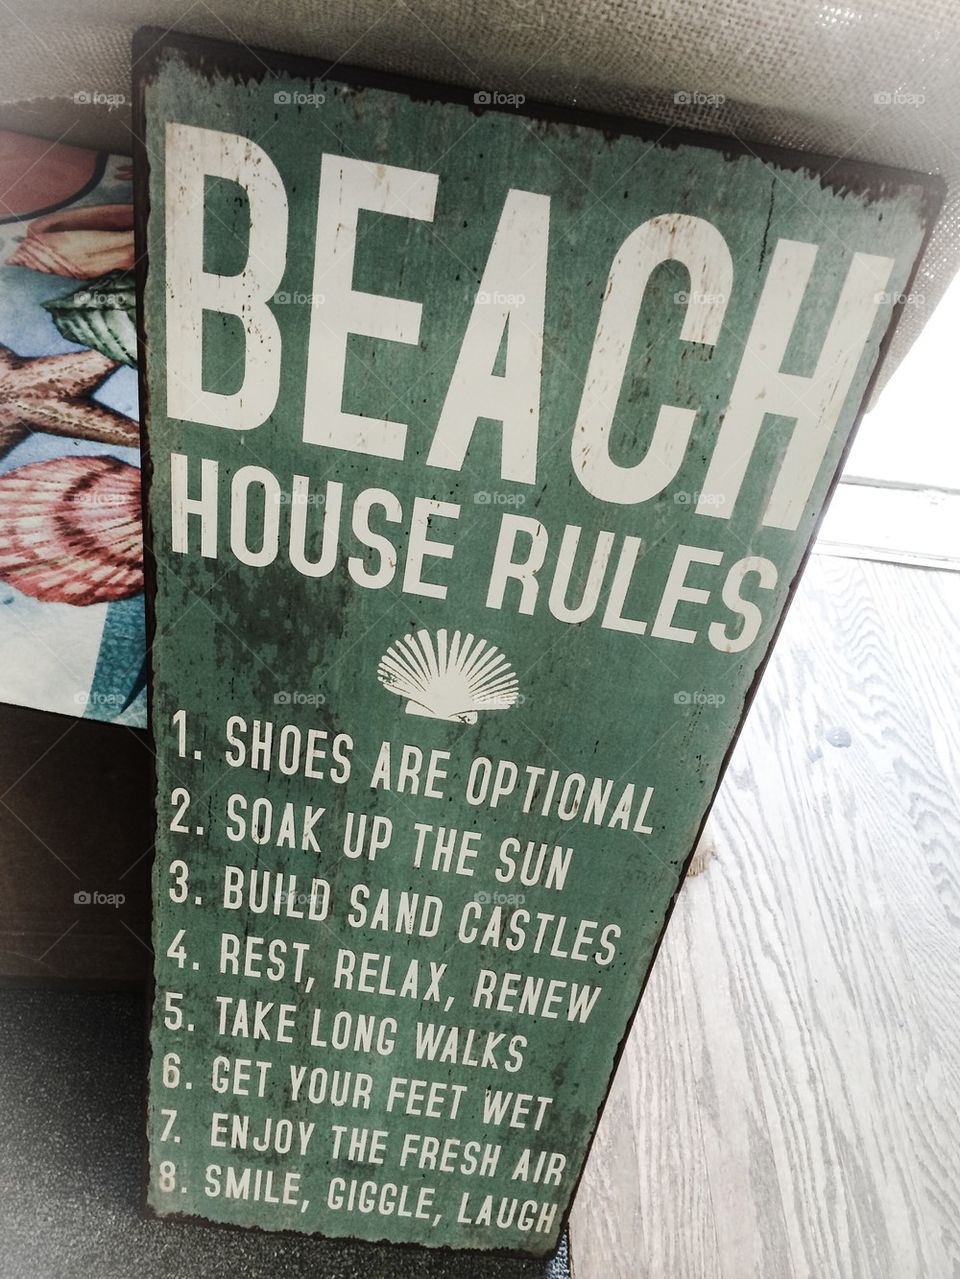 BEACH
HOUSE RULES
1. SHOES ARE OPTIONAL
2. SOAK UP THE SUN
3. BUILD SAND CASTLES
4. REST, RELAX, RENEW
5. TAKE LONG WALKS
6. GET YOUR FEET WET
7. ENJOY THE FRESH AIR
8. SMILE, GIGGLE, LAUGH
foap